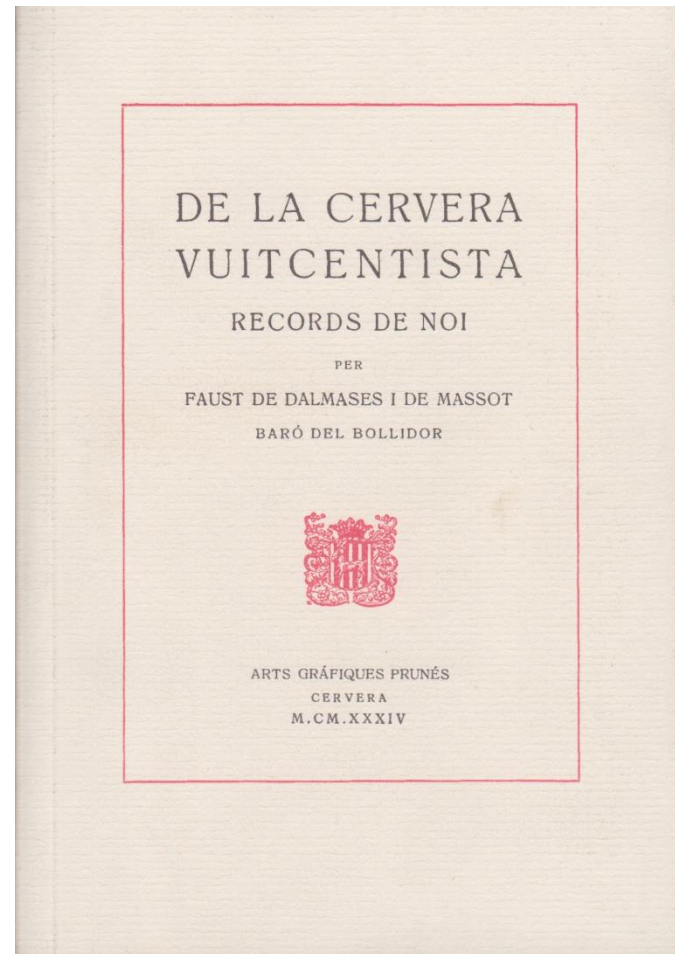 DE LA CERVERA
VUITCENTISTA
RECORDS DE NOI
PER
FAUST DE DALMASES I DE MASSOT
BARÓ DEL BOLLIDOR
ARTS GRÁFIQUES PRUNÉS
CERVERA
M.CM.XXXIV